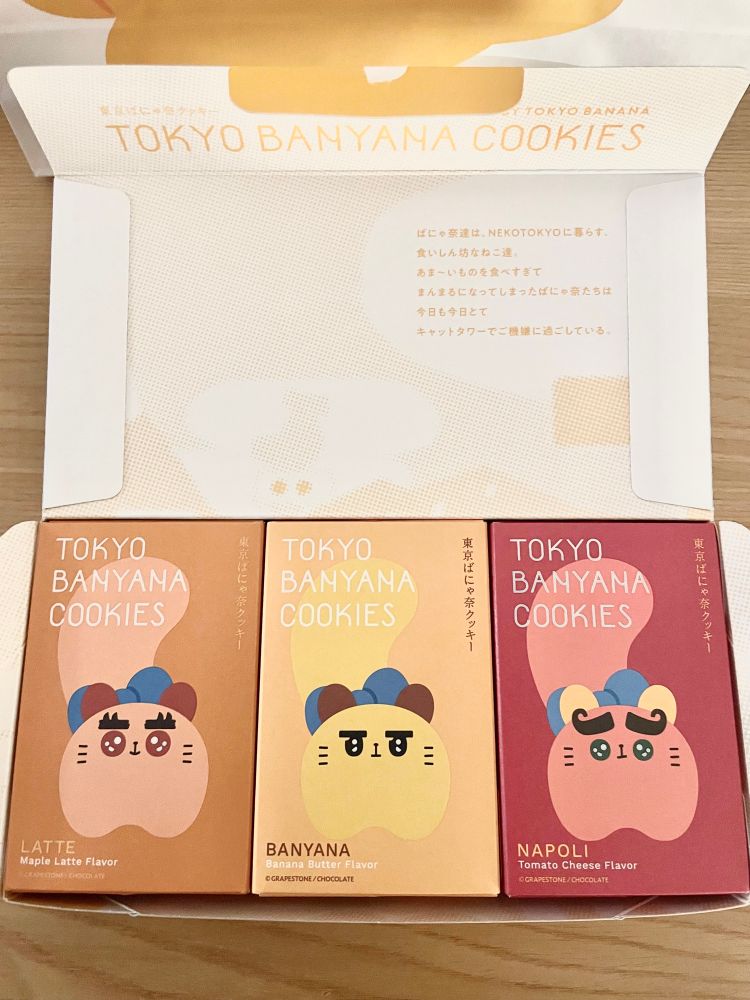 東京ばにゃ奈クッキー
BY TOKYO BANANA
TOKYO BANYANA COOKIES
ばにゃ奈達は、NEKOTOKYOに暮らす、
食いしん坊なねこ達。
あま〜いものを食べすぎて
まんまるになってしまったばにゃ奈たちは
今日も今日とて
キャットタワーでご機嫌に過ごしている。
TOKYO
BANYANA
COOKIES
東京ばにゃ奈クッキー
LATTE
Maple Latte Flavor
©GRAPESTONE/CHOCOLATE
TOKYO
BANYANA
COOKIES
東京ばにゃ奈クッキー
BANYANA
Banana Butter Flavor
©GRAPESTONE/CHOCOLATE
TOKYO
BANYANA
COOKIES
東京ばにゃ奈クッキー
NAPOLI
Tomato Cheese Flavor
©GRAPESTONE/CHOCOLATE